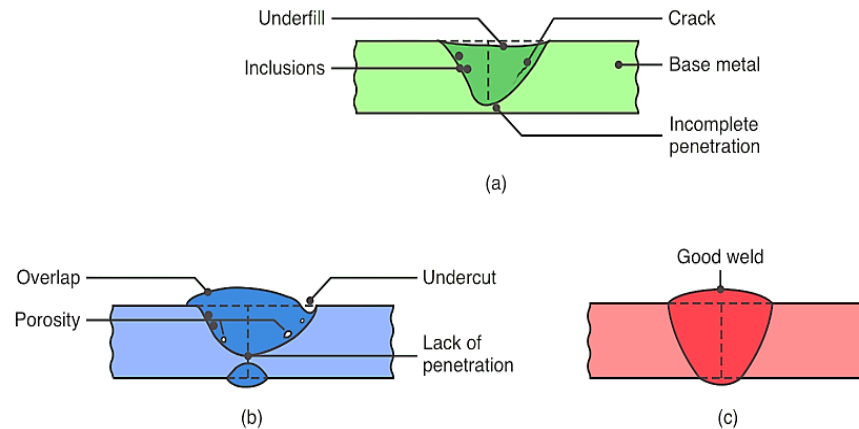 Underfill
Crack
Inclusions
Base metal
Incomplete
penetration
(a)
Overlap
Undercut
Porosity
Lack of
penetration
(b)
Good weld
(c)